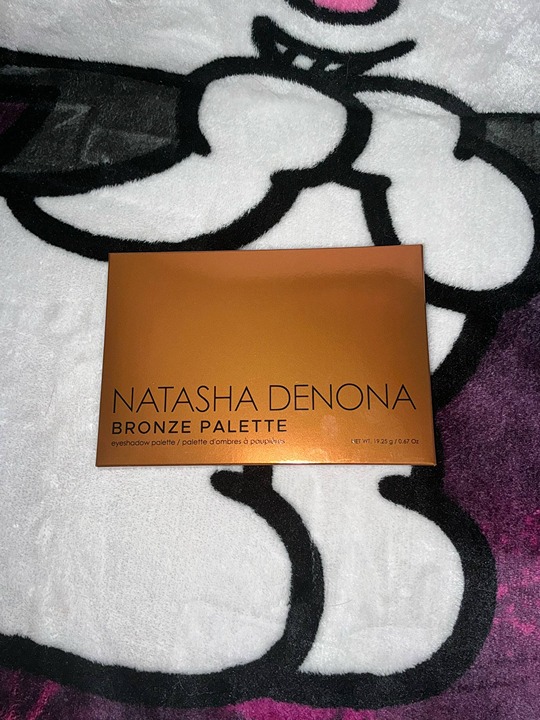 NATASHA DENONA
BRONZE PALETTE
eyeshadow palette / palette d'ombres à paupières
NET WT. 19.25 g / 0.67 Oz